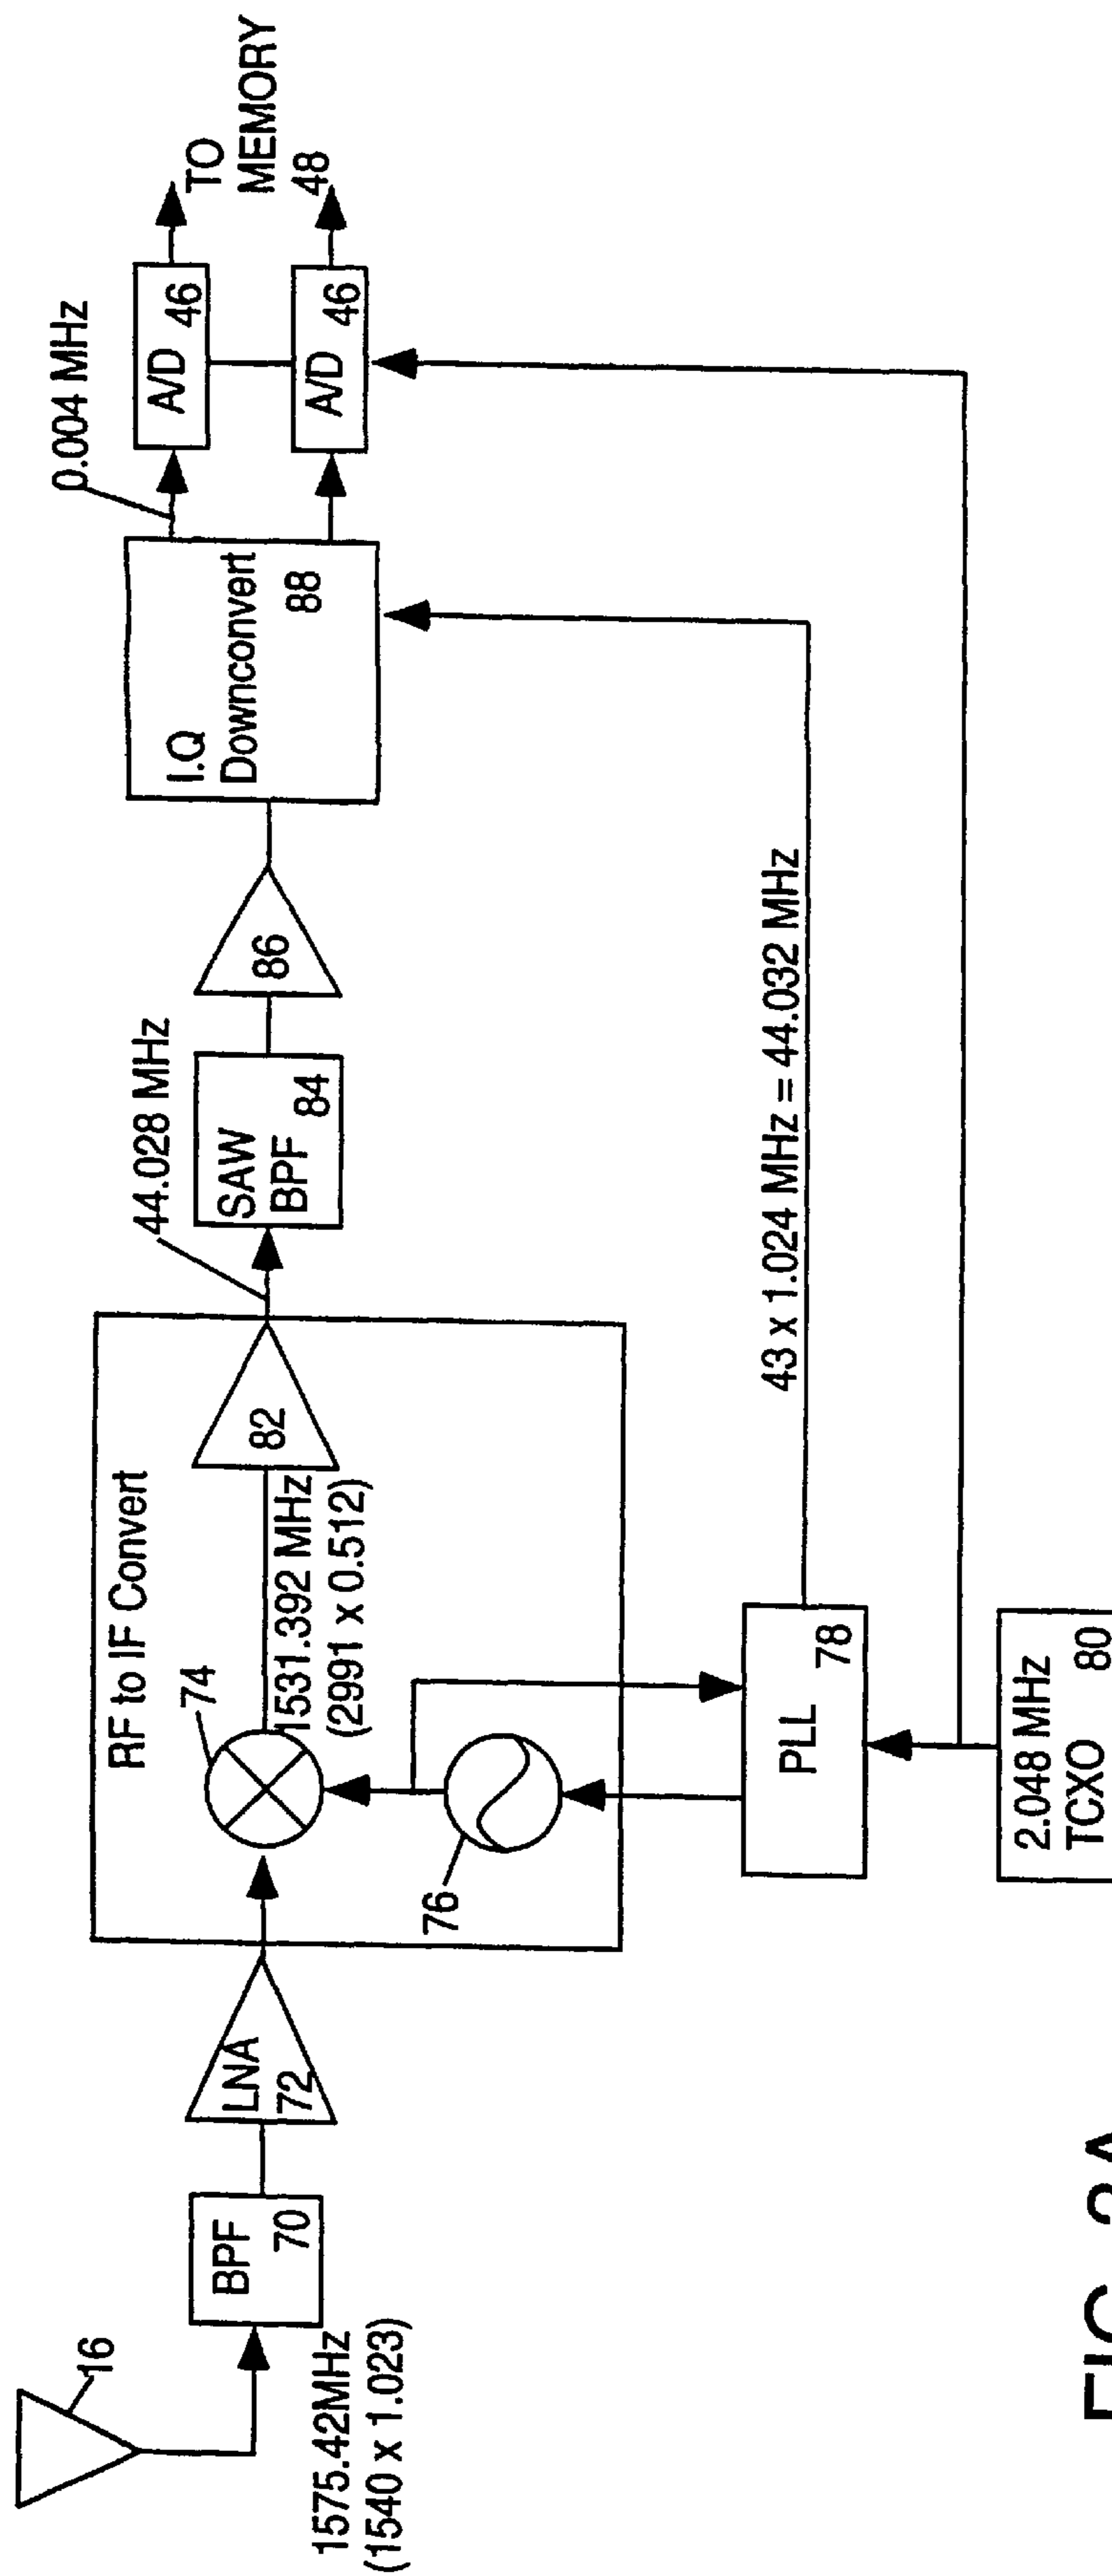 16
1575.42MHz
(1540 x 1.023)
BPF
70
LNA
72
RF to IF Convert
74
76
1531.392 MHz
(2991 x 0.512)
82
44.028 MHz
SAW
BPF
84
86
I.Q
Downconvert
88
0.004 MHz
A/D
46
A/D
46
TO
MEMORY
48
43 x 1.024 MHz = 44.032 MHz
PLL
78
2.048 MHz
TCXO
80